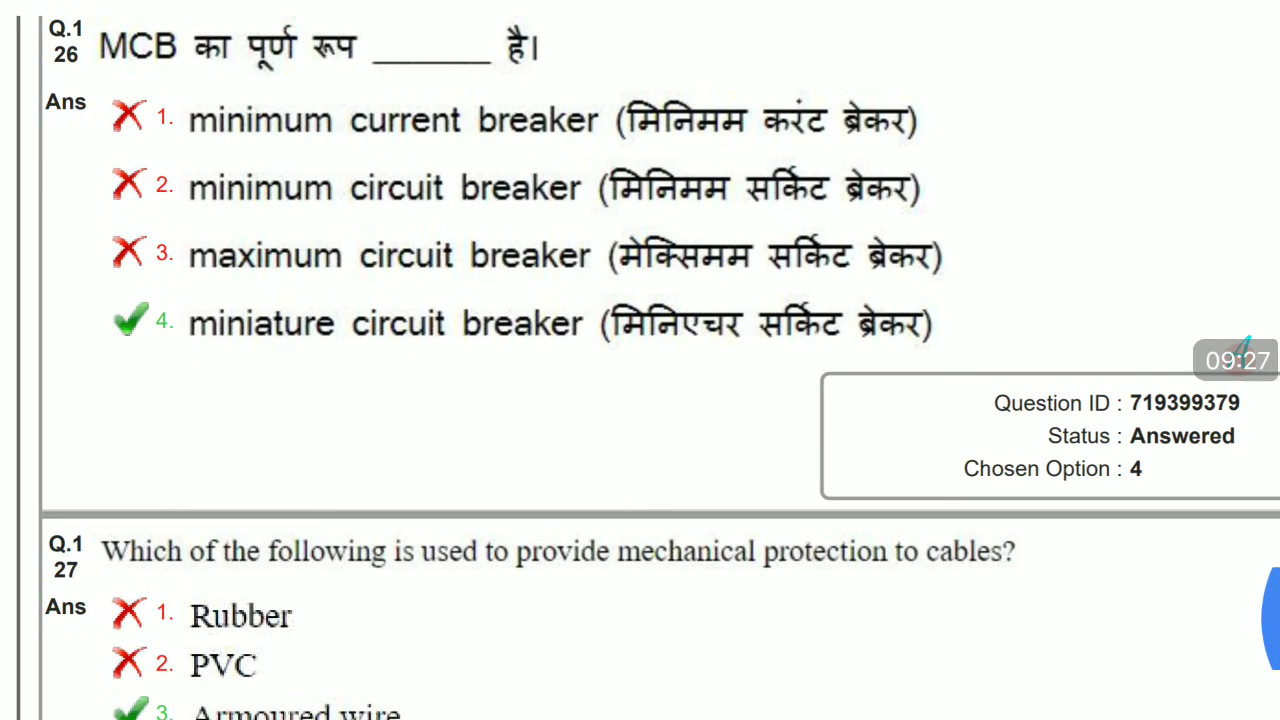 Q.1
26
MCB का पूर्ण रूप _______ है।
Ans
1. minimum current breaker (मिनिमम करंट ब्रेकर)
2. minimum circuit breaker (मिनिमम सर्किट ब्रेकर)
3. maximum circuit breaker (मेक्सिमम सर्किट ब्रेकर)
4. miniature circuit breaker (मिनिएचर सर्किट ब्रेकर)
09:27
Question ID : 719399379
Status : Answered
Chosen Option : 4
Q.1
27
Which of the following is used to provide mechanical protection to cables?
Ans
1. Rubber
2. PVC
3. Armoured wire